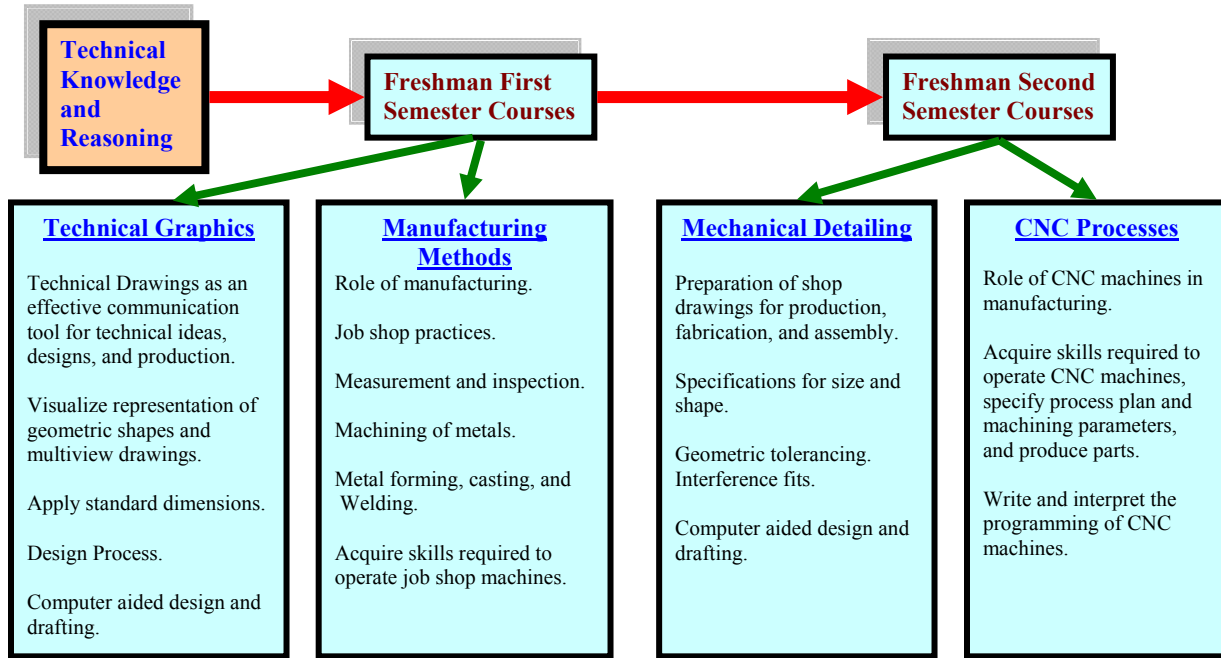 Technical
Knowledge
and
Reasoning
Freshman First
Semester Courses
Freshman Second
Semester Courses
Technical Graphics
Technical Drawings as an
effective communication
tool for technical ideas,
designs, and production.
Visualize representation of
geometric shapes and
multiview drawings.
Apply standard dimensions.
Design Process.
Computer aided design and
drafting.
Manufacturing
Methods
Role of manufacturing.
Job shop practices.
Measurement and inspection.
Machining of metals.
Metal forming, casting, and
Welding.
Acquire skills required to
operate job shop machines.
Mechanical Detailing
Preparation of shop
drawings for production,
fabrication, and assembly.
Specifications for size and
shape.
Geometric tolerancing.
Interference fits.
Computer aided design and
drafting.
CNC Processes
Role of CNC machines in
manufacturing.
Acquire skills required to
operate CNC machines,
specify process plan and
machining parameters,
and produce parts.
Write and interpret the
programming of CNC
machines.